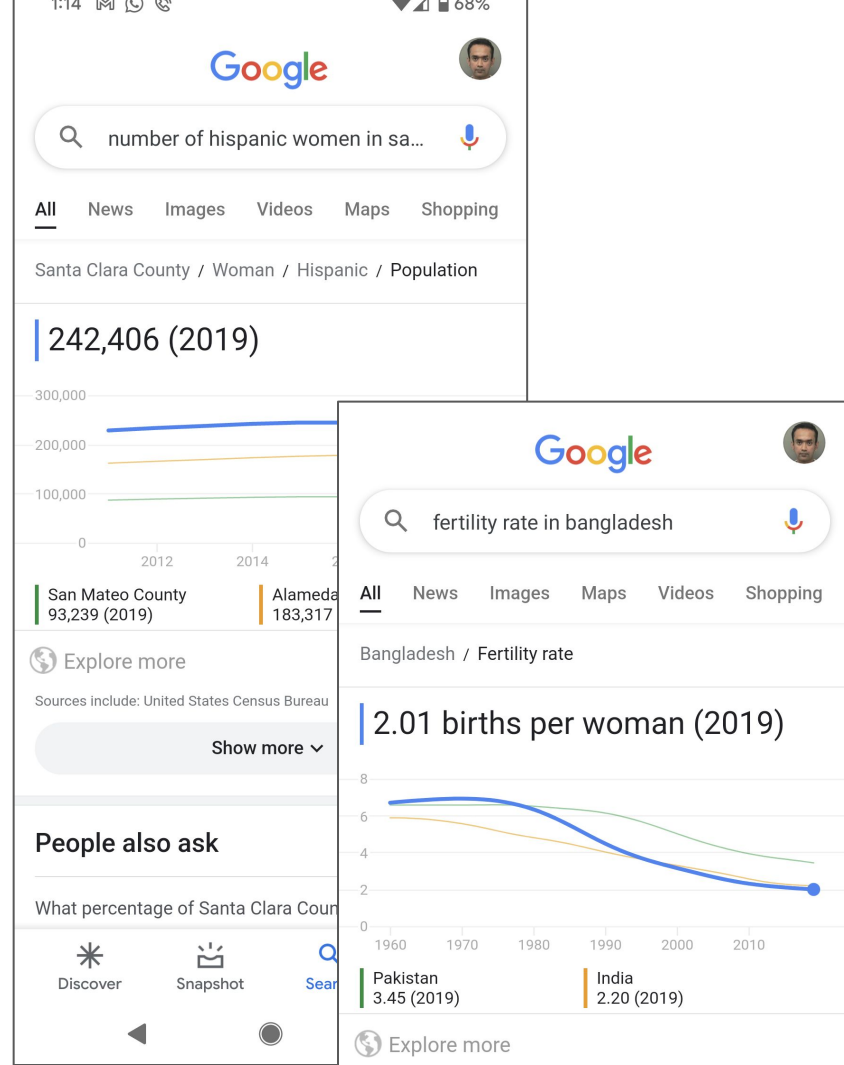 1:14
68%
Google
number of hispanic women in sa...
All News Images Videos Maps Shopping
Santa Clara County / Woman / Hispanic / Population
242,406 (2019)
300,000
200,000
100,000
0
2012 2014 2
San Mateo County
93,239 (2019)
Alameda
183,317
Explore more
Sources include: United States Census Bureau
Show more
People also ask
What percentage of Santa Clara Coun
Discover Snapshot Sear
Google
fertility rate in bangladesh
All News Images Maps Videos Shopping
Bangladesh / Fertility rate
2.01 births per woman (2019)
8
6
4
2
0
1960 1970 1980 1990 2000 2010
Pakistan
3.45 (2019)
India
2.20 (2019)
Explore more